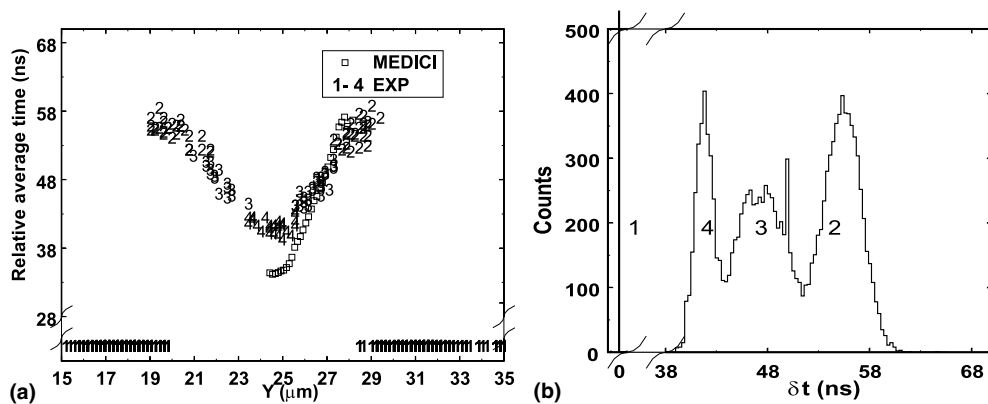 68
58
48
38
28
Relative average time (ns)
MEDICI
1- 4 EXP
15 17 19 21 23 25 27 29 31 33 35
Y (μm)
(a)
500
400
300
200
100
0
Counts
1
4
3
2
0 38 48 58 68
δt (ns)
(b)